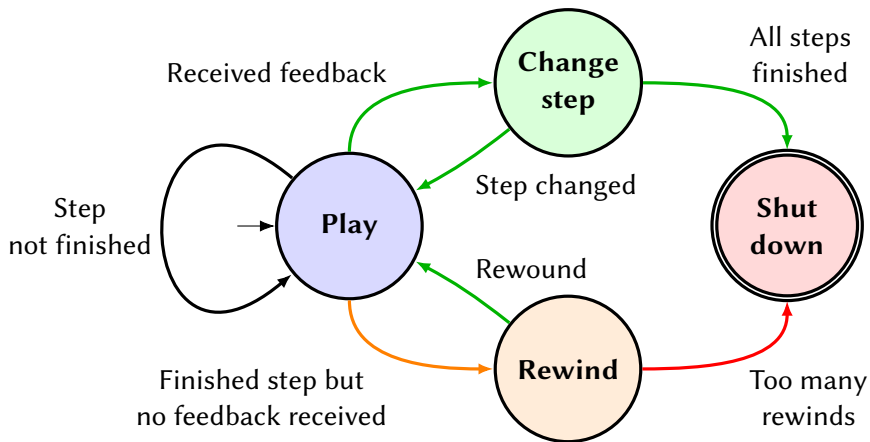 Received feedback
Change
step
All steps
finished
Step changed
Step
not finished
Play
Shut
down
Rewound
Rewind
Finished step but
no feedback received
Too many
rewinds